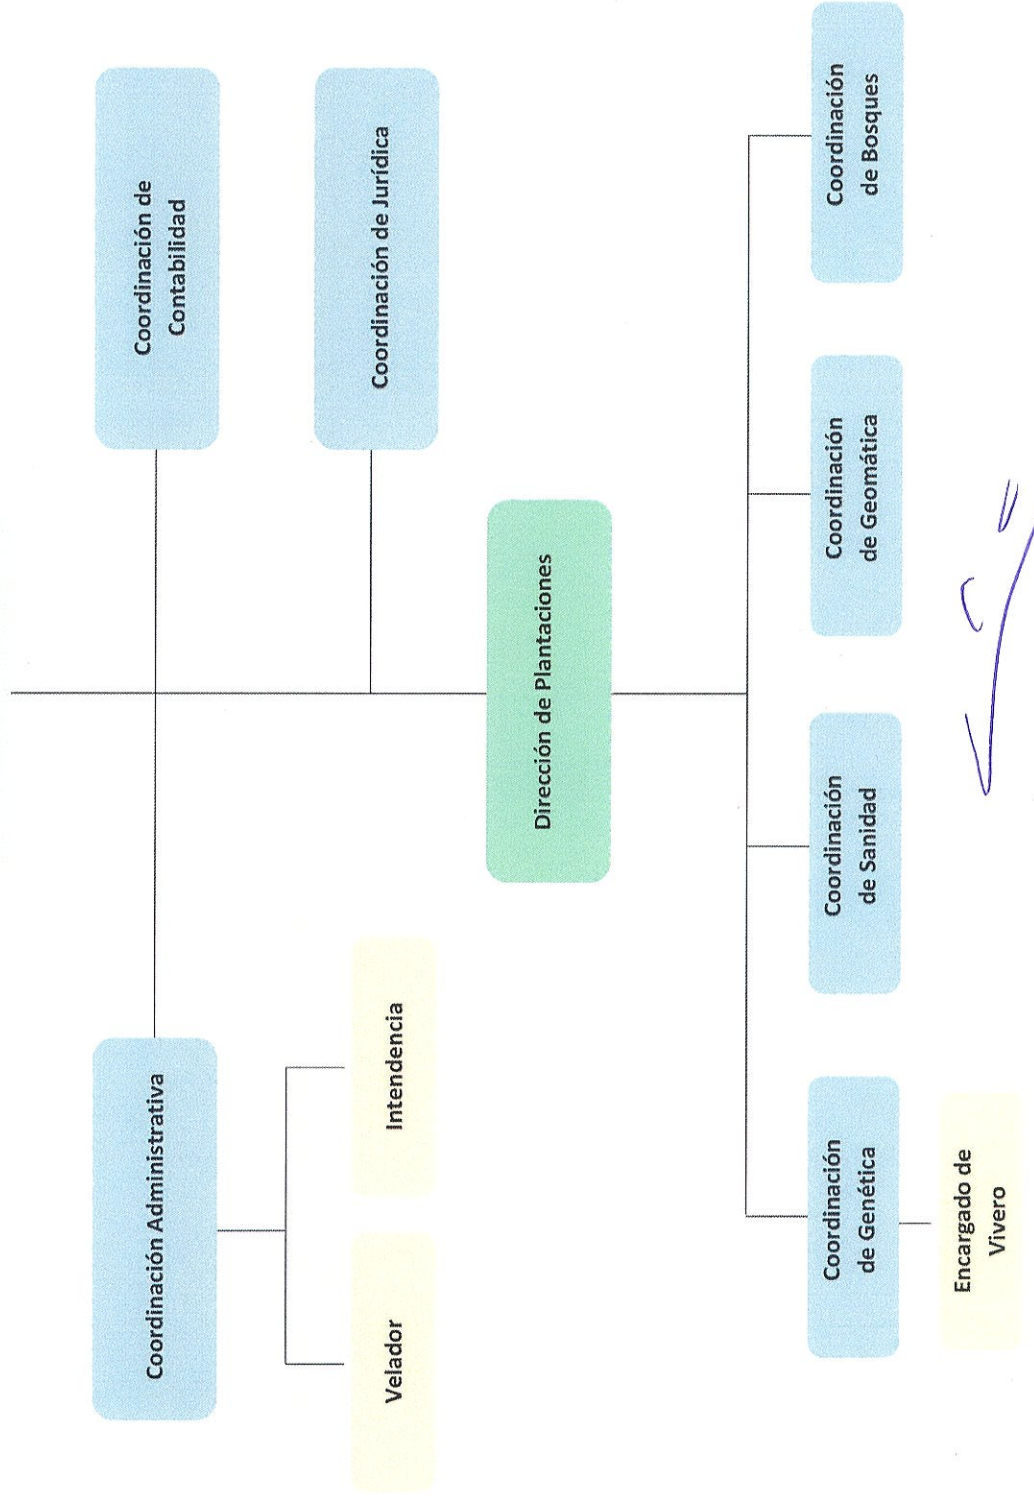 Coordinación Administrativa
Coordinación de
Contabilidad
Velador
Intendencia
Coordinación de Jurídica
Dirección de Plantaciones
Coordinación
de Genética
Coordinación
de Sanidad
Coordinación
de Geomática
Coordinación
de Bosques
Encargado de
Vivero